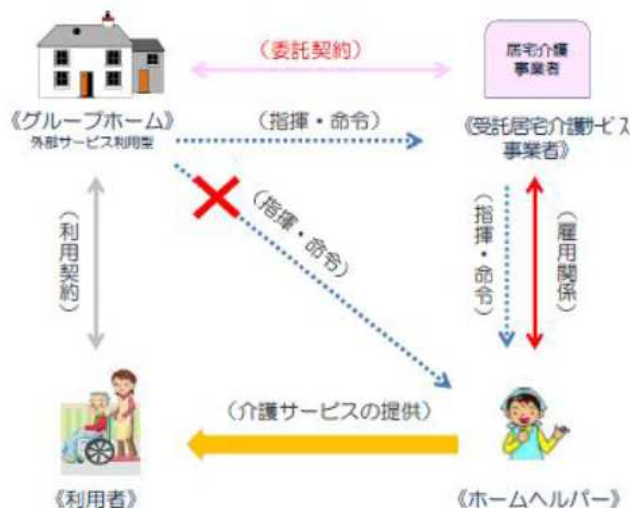 （委託契約）
居宅介護
事業者
《グループホーム》
外部サービス利用型
（指揮・命令）
《受託居宅介護サービス
事業者》
（指揮・命令）
（利用契約）
（指揮・命令）
（雇用関係）
（介護サービスの提供）
《利用者》
《ホームヘルパー》